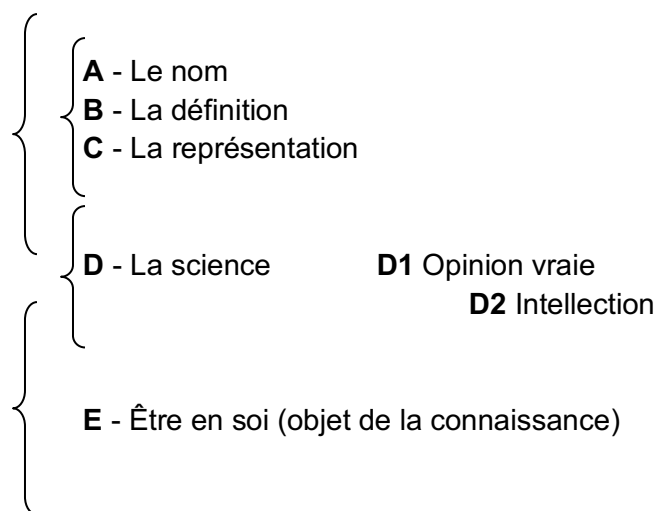 A - Le nom
B - La définition
C - La représentation
D - La science D1 Opinion vraie
D2 Intellection
E - Être en soi (objet de la connaissance)